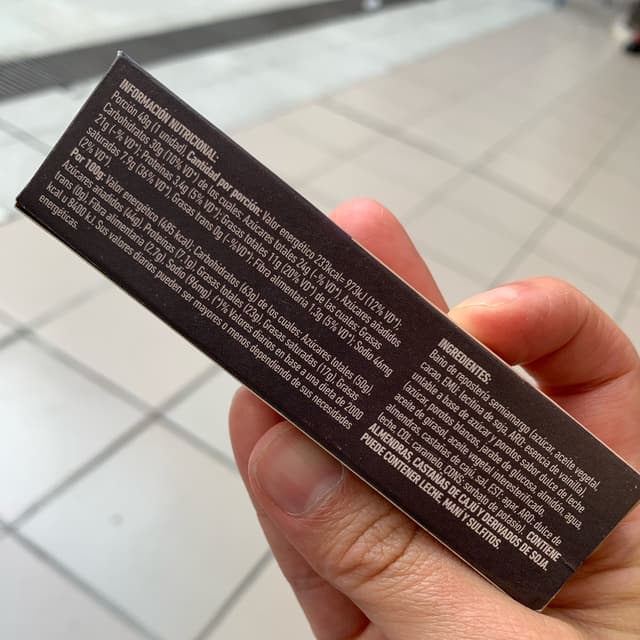 INFORMACIÓN NUTRICIONAL:
Porción 48g (1 unidad) Cantidad por porción: Valor energético 233kcal- 973kJ (12% VD*);
Carbohidratos 30g (10% VD*) de los cuales: Azúcares totales 24g (-% VD*); Azúcares añadidos
21g (-% VD*); Proteínas 3.4g (5% VD*); Grasas totales 11g (20% VD*) de las cuales: Grasas
saturadas 7.9g (36% VD*); Grasas trans 0g (-%VD*); Fibra alimentaria 1.3g (5% VD*); Sodio 46mg
(2% VD*).
Por 100g: Valor energético (485 kcal); Carbohidratos (63g) de los cuales: Azúcares totales (50g),
Azúcares añadidos (44g); Proteínas (7.1g); Grasas totales (23g), Grasas saturadas (17g), Grasas
trans (0g); Fibra alimentaria (2.7g); Sodio (96mg). (*)% Valores diarios en base a una dieta de 2000
kcal u 8400 kJ. Sus valores diarios pueden ser mayores o menos dependiendo de sus necesidades
energéticas.
INGREDIENTES:
Baño de repostería semiamargo (azúcar, aceite vegetal,
cacao, EMU: lecitina de soja ARO: esencia de vainilla),
untable a base de azúcar y porotos sabor dulce de leche
(azúcar, porotos blancos, jarabe de glucosa, almidón, agua,
aceite de girasol, aceite vegetal interesterificado,
almendras, castañas de cajú, sal, EST: agar, ARO: dulce de
leche COL: caramelo, CONS: sorbato de potasio). CONTIENE
ALMENDRAS, CASTAÑAS DE CAJÚ Y DERIVADOS DE SOJA.
PUEDE CONTENER LECHE, MANÍ Y SULFITOS.